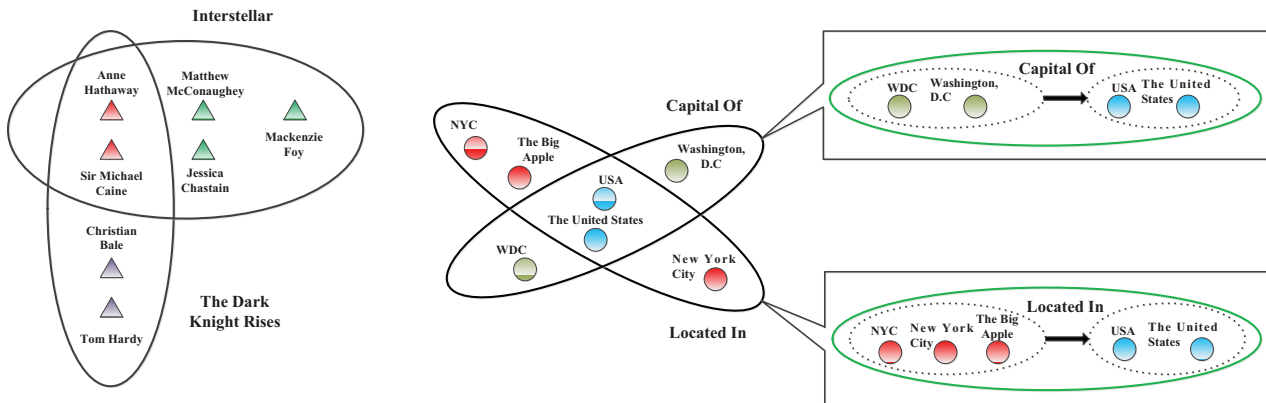 Interstellar
Anne
Hathaway
Matthew
McConaughey
Mackenzie
Foy
Sir Michael
Caine
Jessica
Chastain
Christian
Bale
Tom Hardy
The Dark
Knight Rises
Capital Of
NYC
The Big
Apple
Washington,
D.C
USA
The United States
WDC
New York
City
Located In
Capital Of
WDC
Washington,
D.C
USA
The United
States
Located In
NYC
New York
City
The Big
Apple
USA
The United
States